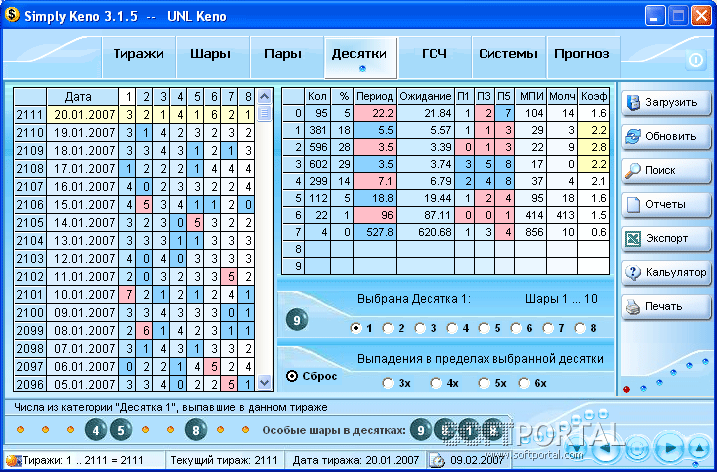 Simply Keno 3.1.5 -- UNL Keno
Тиражи Шары Пары Десятки ГСЧ Системы Прогноз
Дата 1 2 3 4 5 6 7 8
2111 20.01.2007 3 2 1 4 1 6 2 1
2110 19.01.2007 3 1 4 2 3 2 3 2
2109 18.01.2007 3 3 3 4 1 2 1 3
2108 17.01.2007 1 2 2 2 1 4 4 4
2107 16.01.2007 4 0 2 3 3 2 4 2
2106 15.01.2007 4 5 3 4 1 1 2 0
2105 14.01.2007 3 2 3 0 5 3 2 2
2104 13.01.2007 3 3 3 1 1 3 3 3
2103 12.01.2007 2 0 4 3 3 2 3 3
2102 11.01.2007 2 0 3 3 3 2 5 2
2101 10.01.2007 7 2 1 2 1 2 4 1
2100 09.01.2007 3 3 4 3 3 3 0 1
2099 08.01.2007 2 6 1 4 2 3 1 1
2098 07.01.2007 3 1 4 3 1 3 3 2
2097 06.01.2007 0 2 2 1 4 5 2 4
2096 05.01.2007 3 3 4 0 2 2 5 1
Кол % Период Ожидание П1 П3 П5 МПИ Молч Коэф
0 95 5 22.2 21.84 1 2 7 104 14 1.6
1 381 18 5.5 5.57 1 1 3 29 3 2.2
2 596 28 3.5 3.39 0 1 3 22 9 2.8
3 602 29 3.5 3.74 3 5 8 17 0 2.2
4 299 14 7.1 6.79 2 4 8 37 4 2.1
5 112 5 18.8 19.44 1 2 4 95 18 1.6
6 22 1 96 87.11 0 0 1 414 413 1.5
7 4 0 527.8 620.68 1 3 4 856 10 0.6
8
9
Загрузить
Обновить
Поиск
Отчеты
Экспорт
Калькулятор
Печать
Выбрана Десятка 1: Шары 1 ... 10
9
1 2 3 4 5 6 7 8
Выпадения в пределах выбранной десятки
Сброс
3x 4x 5x 6x
Числа из категории "Десятка 1", выпавшие в данном тираже
4 5 8 Особые шары в десятках: 9 8 1 8
SOFTPORTAL
www.softportal.com
Тиражи: 1 .. 2111 = 2111 Текущий тираж: 2111 Дата тиража: 20.01.2007 09.02.2007